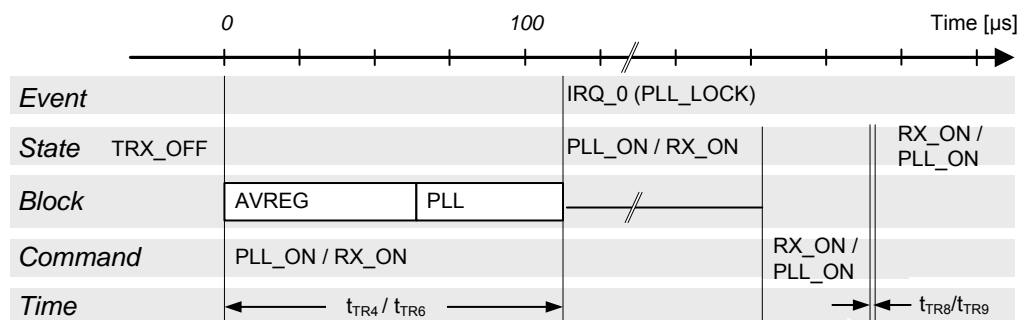 0 100 Time [µs]
Event IRQ_0 (PLL_LOCK)
State TRX_OFF PLL_ON / RX_ON RX_ON /
PLL_ON
Block AVREG PLL
Command PLL_ON / RX_ON RX_ON /
PLL_ON
Time tTR4 / tTR6 tTR8/tTR9